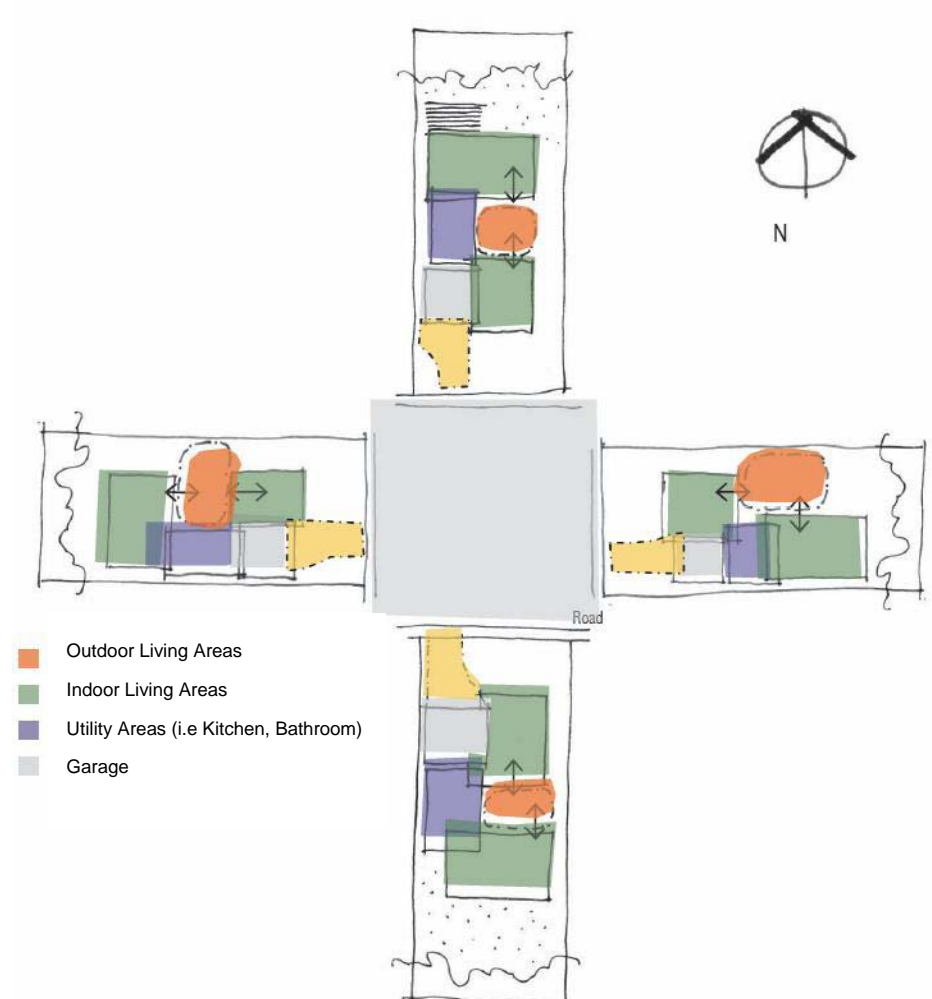 N
Road
Outdoor Living Areas
Indoor Living Areas
Utility Areas (i.e Kitchen, Bathroom)
Garage